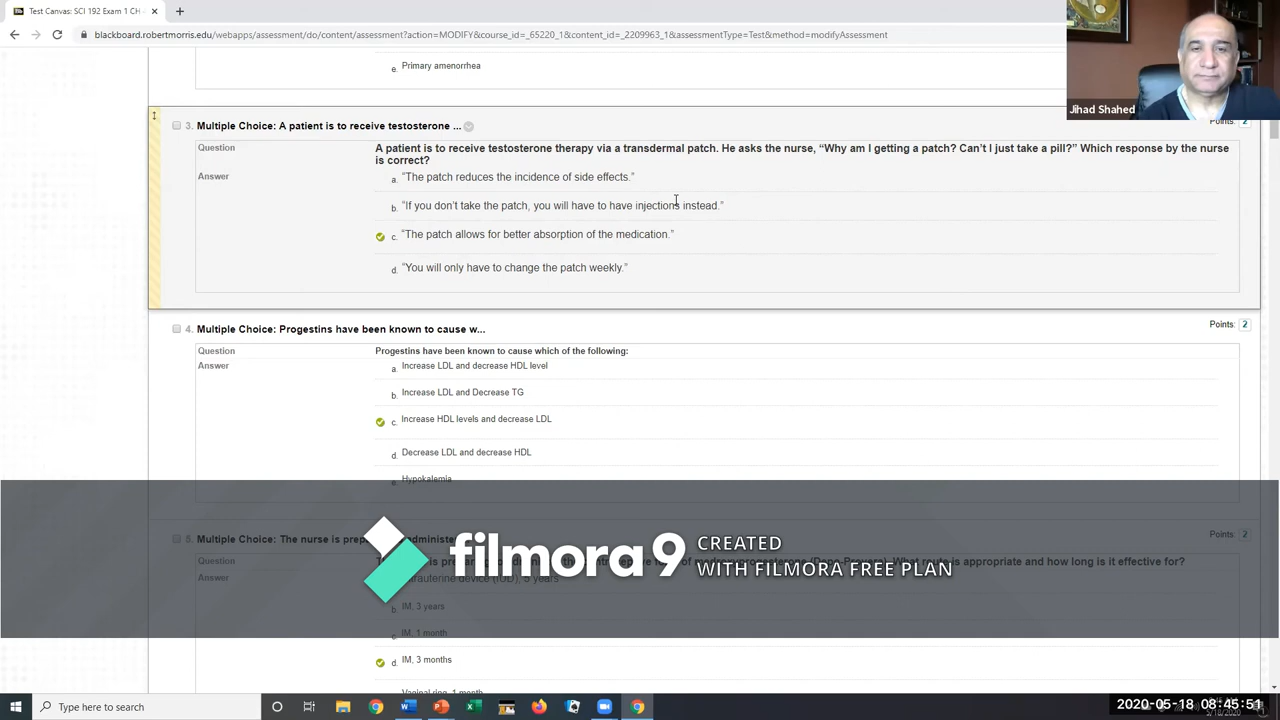 Test Canvas: SCI 192 Exam 1 CH
blackboard.robertmorris.edu/webapps/assessment/do/content/assessment?action=MODIFY&course_id=_65220_1&content_id=_2209963_1&assessmentType=Test&method=modifyAssessment
e. Primary amenorrhea
Jihad Shahed
3. Multiple Choice: A patient is to receive testosterone ...
Points: 2
Question
A patient is to receive testosterone therapy via a transdermal patch. He asks the nurse, “Why am I getting a patch? Can’t I just take a pill?” Which response by the nurse
is correct?
Answer
a. “The patch reduces the incidence of side effects.”
b. “If you don’t take the patch, you will have to have injections instead.”
c. “The patch allows for better absorption of the medication.”
d. “You will only have to change the patch weekly.”
4. Multiple Choice: Progestins have been known to cause w...
Points: 2
Question
Progestins have been known to cause which of the following:
Answer
a. Increase LDL and decrease HDL level
b. Increase LDL and Decrease TG
c. Increase HDL levels and decrease LDL
d. Decrease LDL and decrease HDL
e. Hypokalemia
5. Multiple Choice: The nurse is
Points: 2
Question
is appropriate and how long is it effective for?
Answer
(IUD), 5 years
b. IM, 3 years
c. IM, 1 month
d. IM, 3 months
Vaginal ring, 1 month
filmora9
CREATED
WITH FILMORA FREE PLAN
Type here to search
2020-05-18 08:45:51